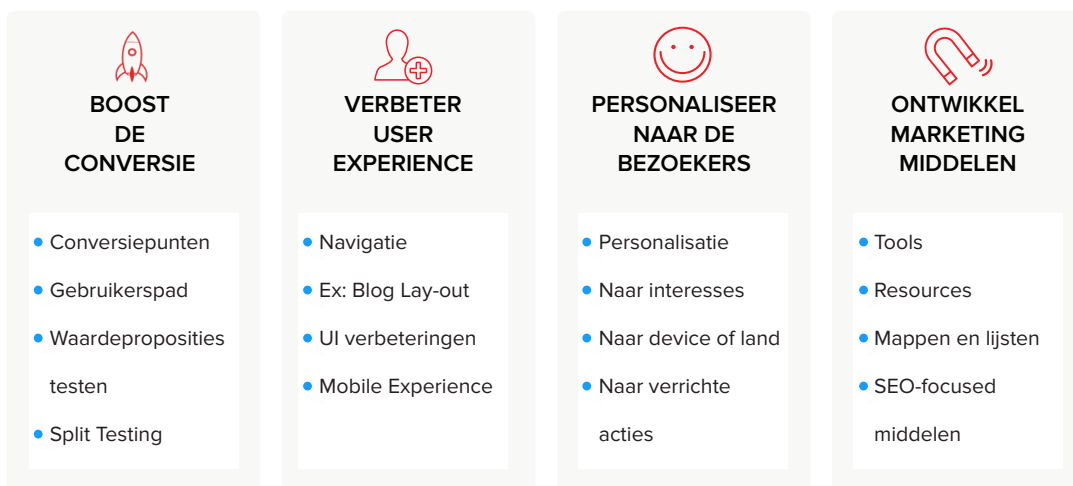 BOOST
DE
CONVERSIE
Conversiepunten
Gebruikerspad
Waardeproposities
testen
Split Testing
VERBETER
USER
EXPERIENCE
Navigatie
Ex: Blog Lay-out
UI verbeteringen
Mobile Experience
PERSONALISEER
NAAR DE
BEZOEKERS
Personalisatie
Naar interesses
Naar device of land
Naar verrichte
acties
ONTWIKKEL
MARKETING
MIDDELEN
Tools
Resources
Mappen en lijsten
SEO-focused
middelen